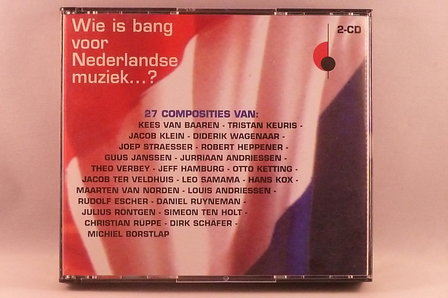 Wie is bang
voor
Nederlandse
muziek...?
2-CD
27 COMPOSITIES VAN:
KEES VAN BAAREN - TRISTAN KEURIS -
JACOB KLEIN - DIDERIK WAGENAAR -
JOEP STRAESSER - ROBERT HEPPENER -
GUUS JANSSEN - JURRIAAN ANDRIESSEN -
THEO VERBEY - JEFF HAMBURG - OTTO KETTING -
JACOB TER VELDHUIS - LEO SAMAMA - HANS KOX -
MAARTEN VAN NORDEN - LOUIS ANDRIESSEN -
RUDOLF ESCHER - DANIEL RUYNEMAN -
JULIUS RÖNTGEN - SIMEON TEN HOLT -
CHRISTIAN RUPPE - DIRK SCHÄFER -
MICHIEL BORSTLAP